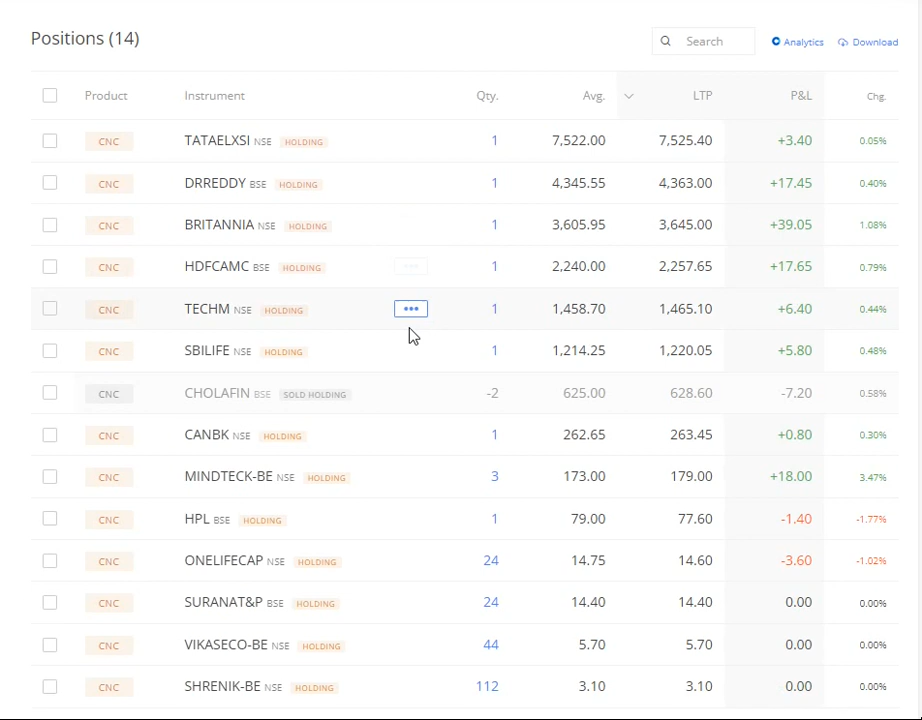 Positions (14)
Search Analytics Download
Product Instrument Qty. Avg. LTP P&L Chg.
CNC TATAELXSI NSE HOLDING 1 7,522.00 7,525.40 +3.40 0.05%
CNC DRREDDY BSE HOLDING 1 4,345.55 4,363.00 +17.45 0.40%
CNC BRITANNIA NSE HOLDING 1 3,605.95 3,645.00 +39.05 1.08%
CNC HDFCAMC BSE HOLDING 1 2,240.00 2,257.65 +17.65 0.79%
CNC TECHM NSE HOLDING ••• 1 1,458.70 1,465.10 +6.40 0.44%
CNC SBILIFE NSE HOLDING 1 1,214.25 1,220.05 +5.80 0.48%
CNC CHOLAFIN BSE SOLD HOLDING -2 625.00 628.60 -7.20 0.58%
CNC CANBK NSE HOLDING 1 262.65 263.45 +0.80 0.30%
CNC MINDTECK-BE NSE HOLDING 3 173.00 179.00 +18.00 3.47%
CNC HPL BSE HOLDING 1 79.00 77.60 -1.40 -1.77%
CNC ONELIFECAP NSE HOLDING 24 14.75 14.60 -3.60 -1.02%
CNC SURANAT&P BSE HOLDING 24 14.40 14.40 0.00 0.00%
CNC VIKASECO-BE NSE HOLDING 44 5.70 5.70 0.00 0.00%
CNC SHRENIK-BE NSE HOLDING 112 3.10 3.10 0.00 0.00%